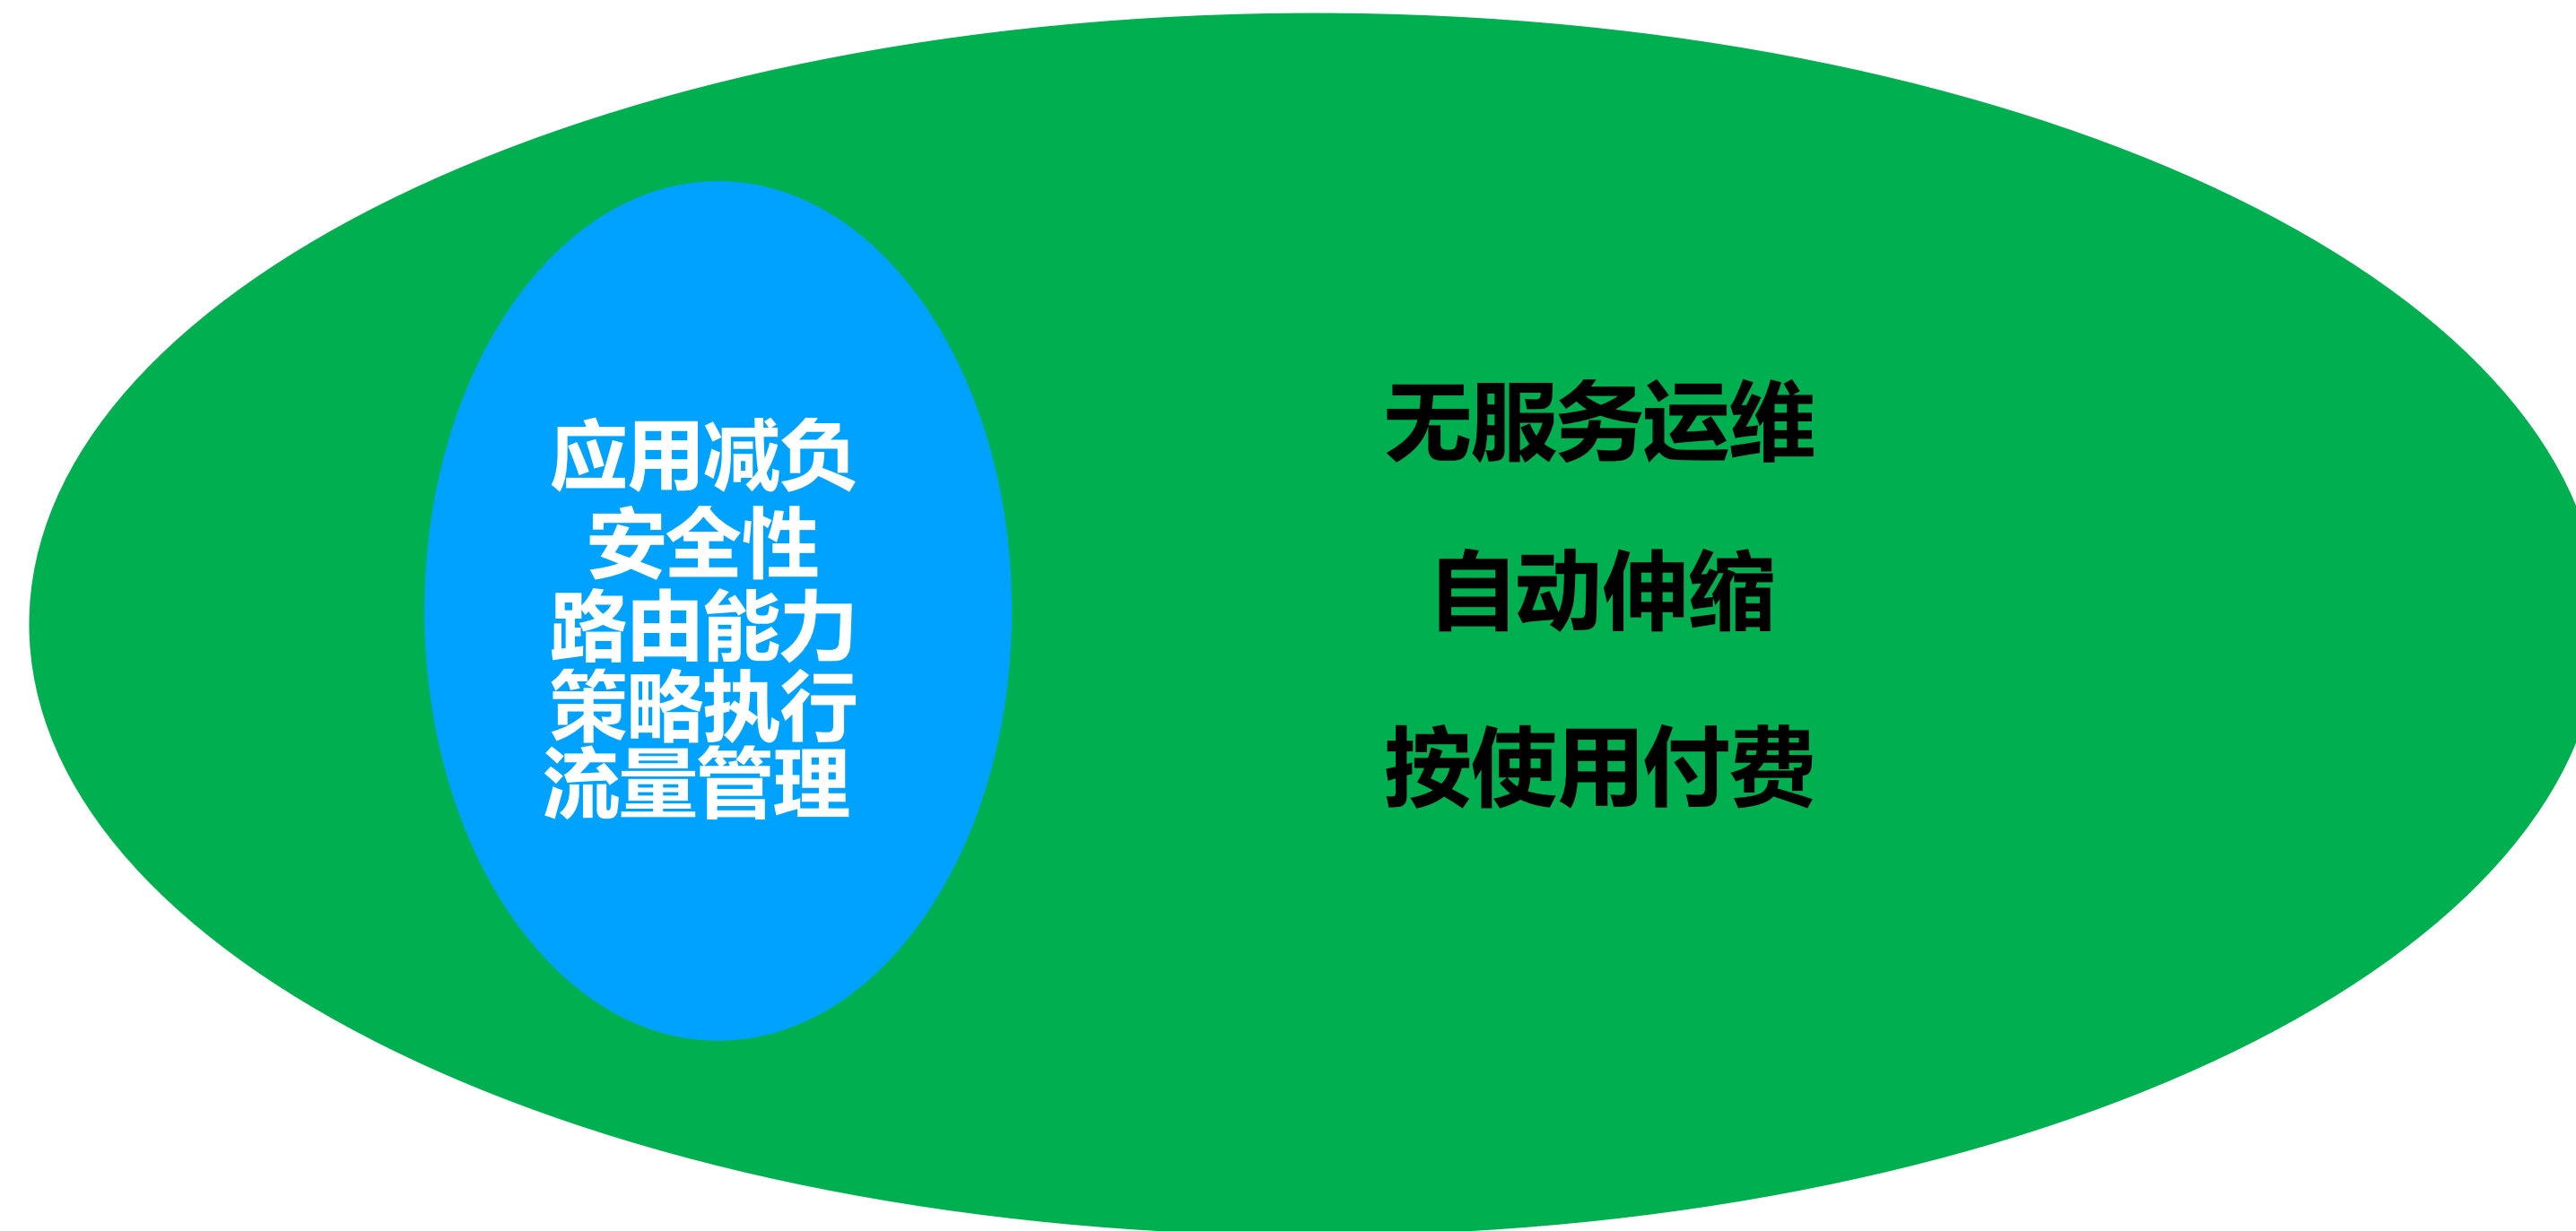 应用减负
安全性
路由能力
策略执行
流量管理
无服务运维
自动伸缩
按使用付费